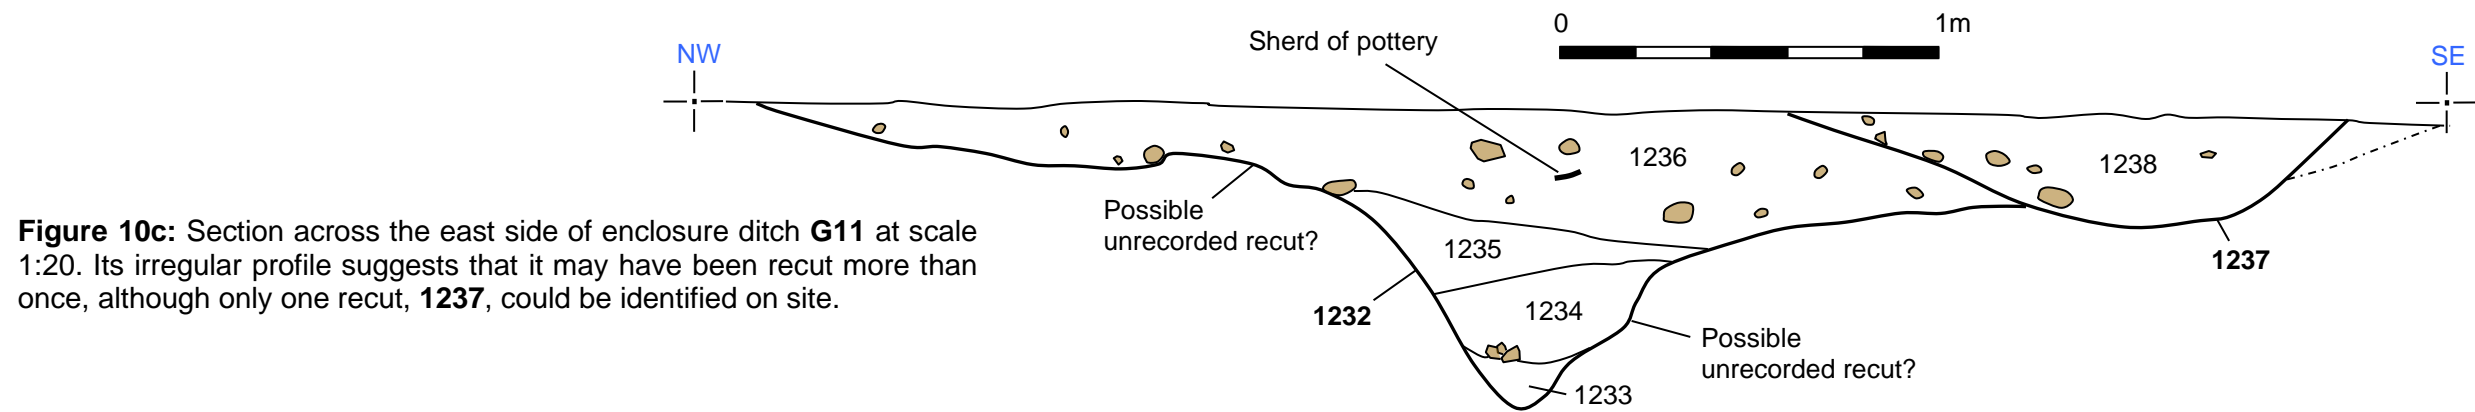 0
1m
Sherd of pottery
NW
SE
1236
1238
Possible
unrecorded recut?
1235
1237
1232
1234
Possible
unrecorded recut?
1233
Figure 10c: Section across the east side of enclosure ditch G11 at scale
1:20. Its irregular profile suggests that it may have been recut more than
once, although only one recut, 1237, could be identified on site.